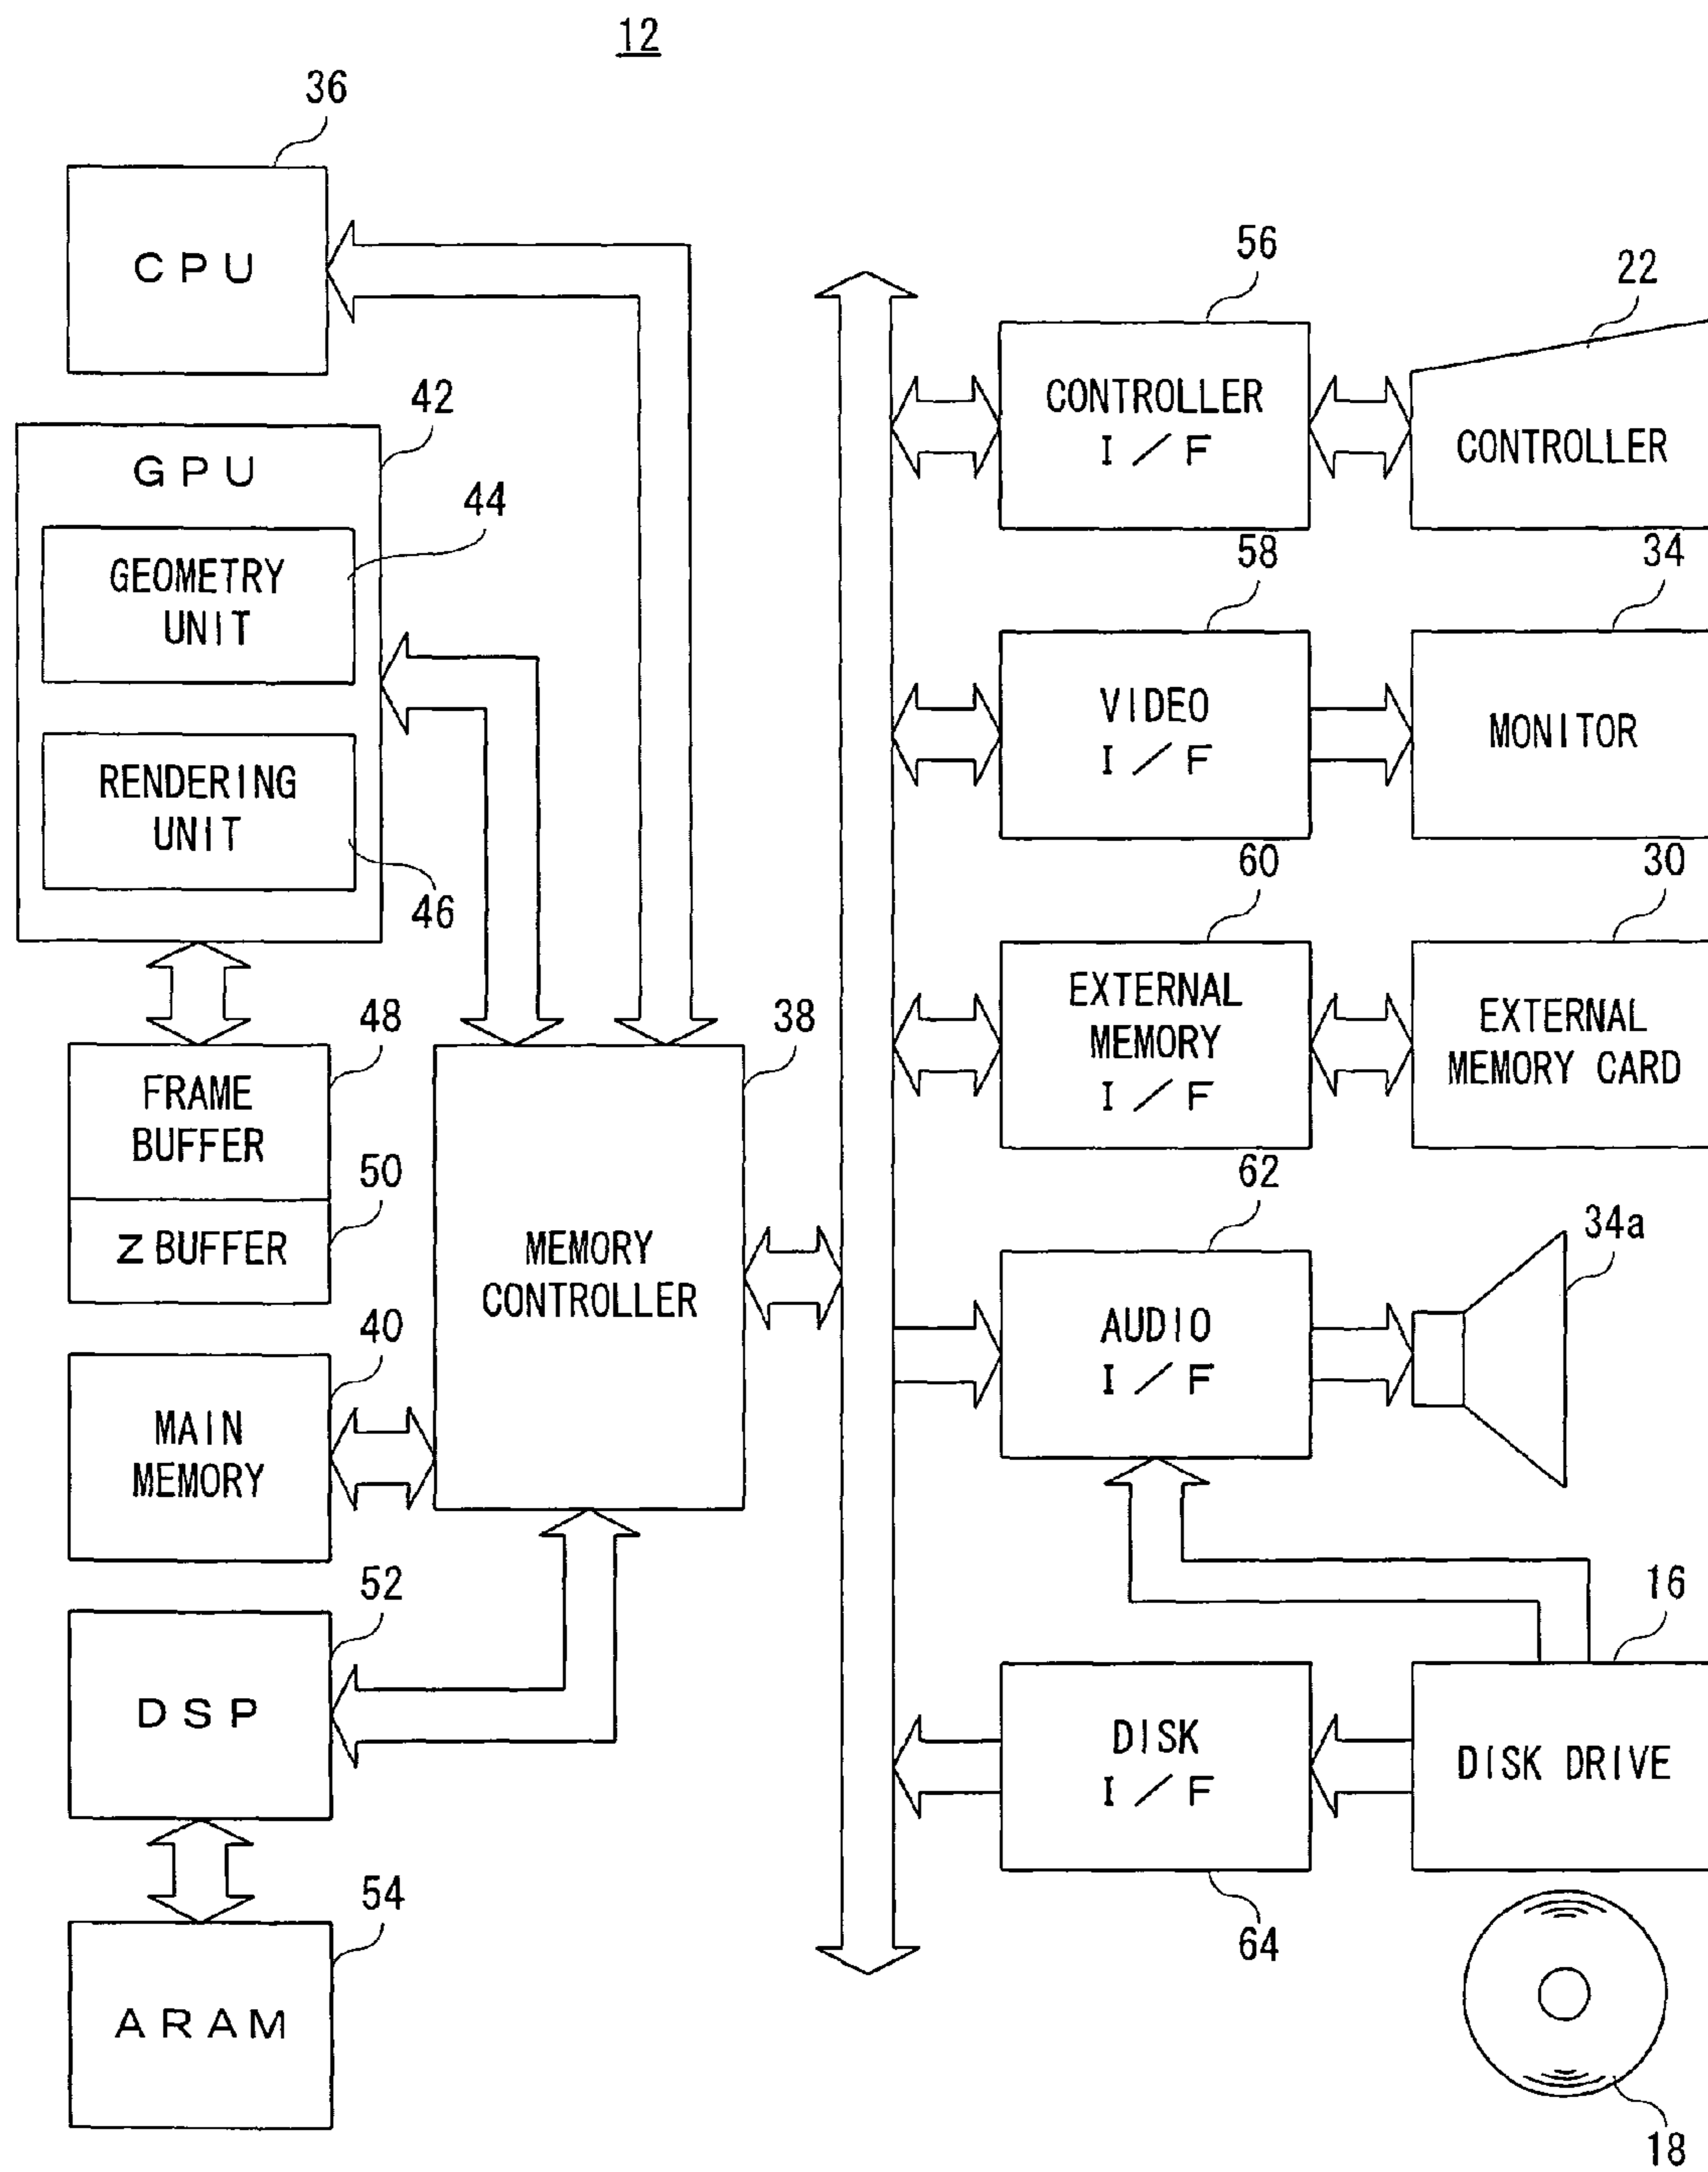 12
36
CPU
42
GPU
44
GEOMETRY
UNIT
RENDERING
UNIT
46
48
FRAME
BUFFER
50
Z BUFFER
40
MAIN
MEMORY
52
DSP
54
ARAM
38
MEMORY
CONTROLLER
56
CONTROLLER
I/F
22
CONTROLLER
58
VIDEO
I/F
34
MONITOR
60
EXTERNAL
MEMORY
I/F
30
EXTERNAL
MEMORY CARD
62
AUDIO
I/F
34a
16
DISK
I/F
64
DISK DRIVE
18